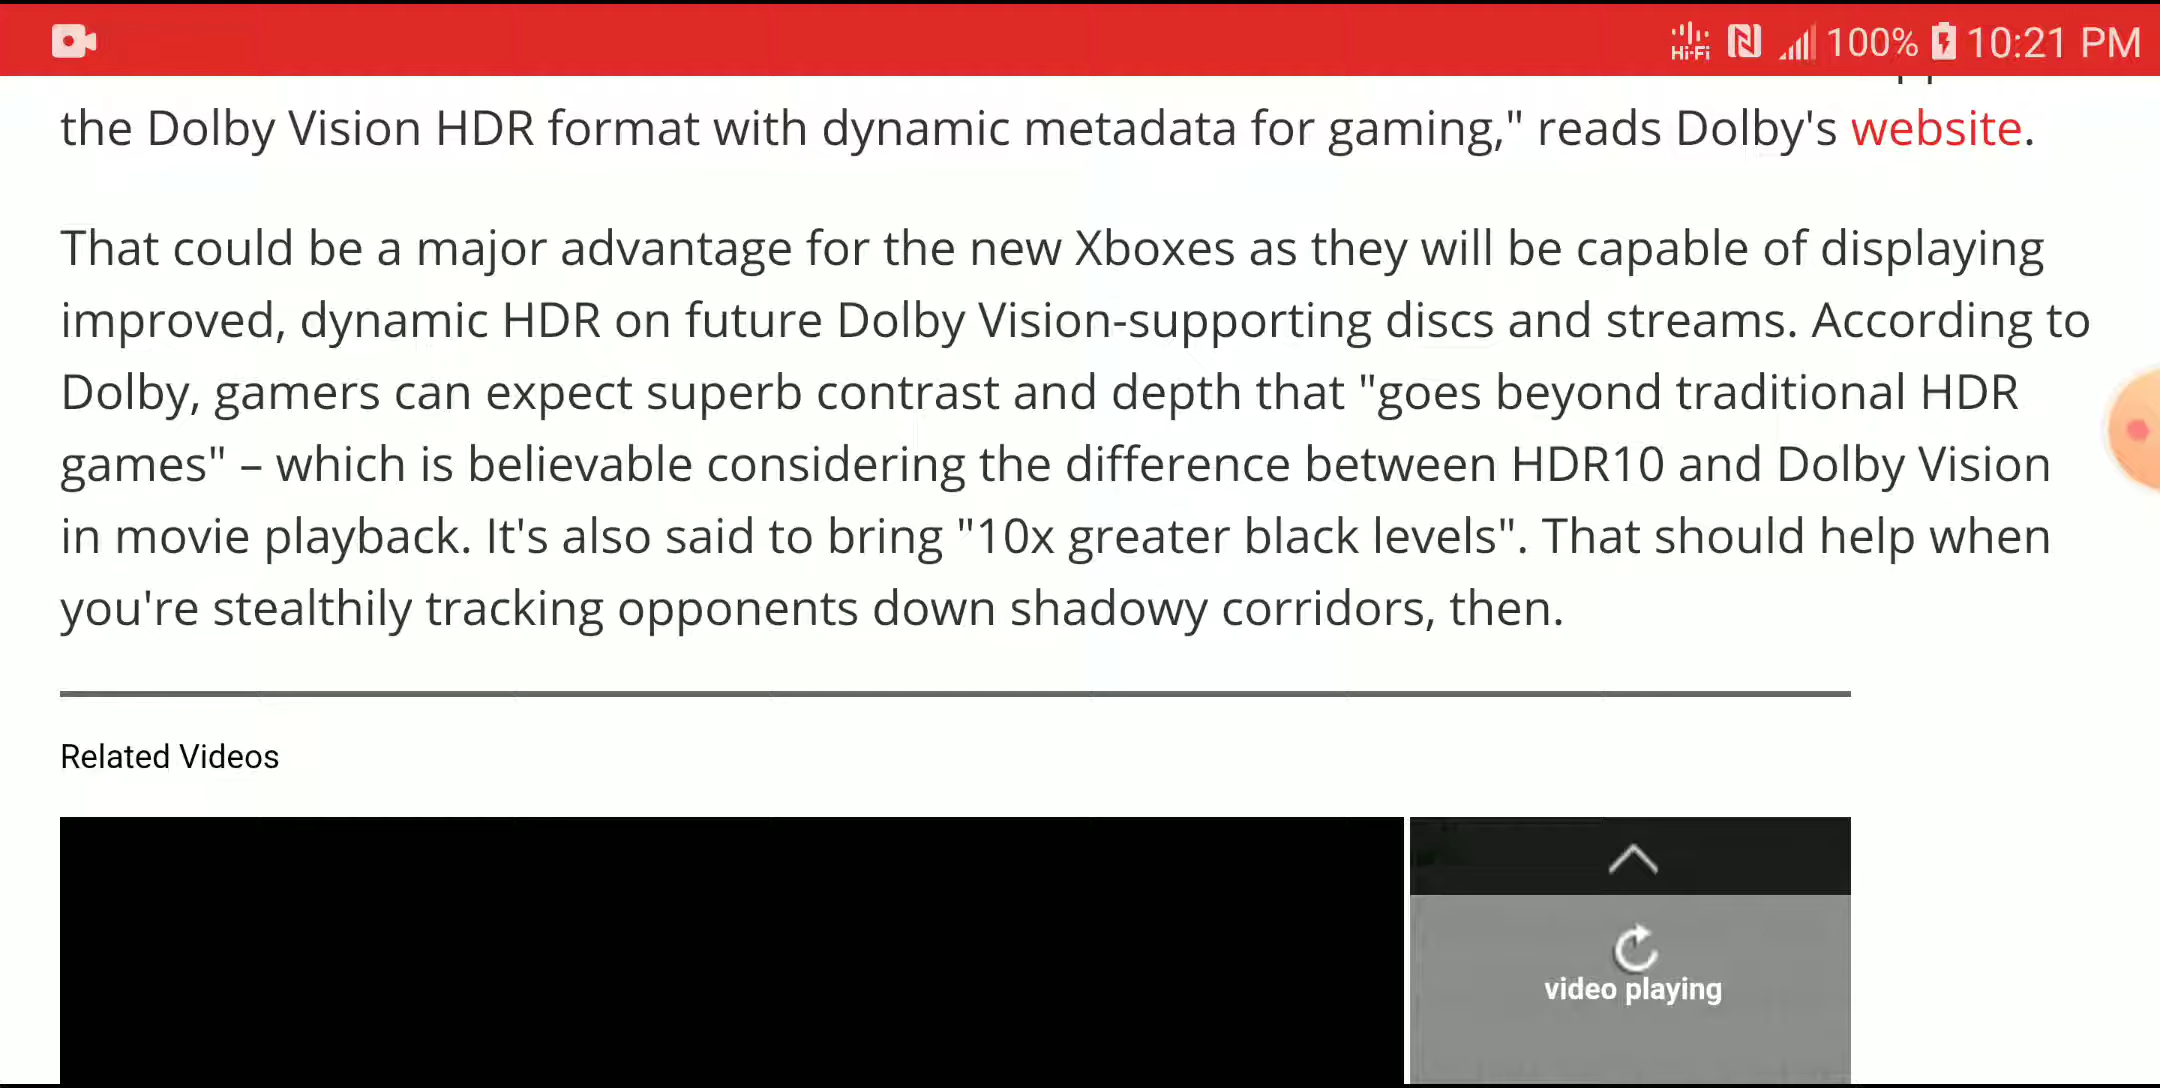 Hi-Fi 100% 10:21 PM
the Dolby Vision HDR format with dynamic metadata for gaming," reads Dolby's website.
That could be a major advantage for the new Xboxes as they will be capable of displaying
improved, dynamic HDR on future Dolby Vision-supporting discs and streams. According to
Dolby, gamers can expect superb contrast and depth that "goes beyond traditional HDR
games" – which is believable considering the difference between HDR10 and Dolby Vision
in movie playback. It's also said to bring "10x greater black levels". That should help when
you're stealthily tracking opponents down shadowy corridors, then.
Related Videos
video playing